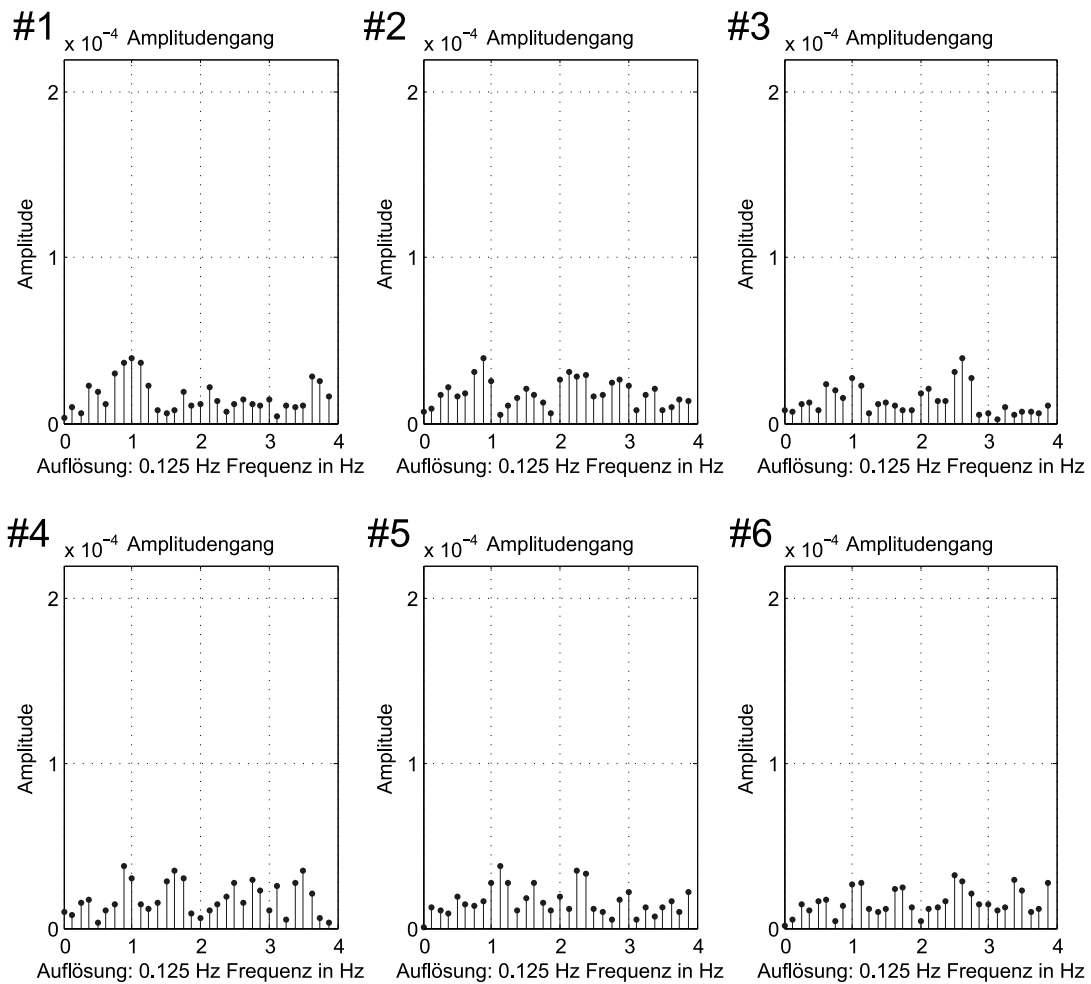 #1 x 10⁻⁴ Amplitudengang
2
1
0
Amplitude
0 1 2 3 4
Auflösung: 0.125 Hz Frequenz in Hz
#2 x 10⁻⁴ Amplitudengang
2
1
0
Amplitude
0 1 2 3 4
Auflösung: 0.125 Hz Frequenz in Hz
#3 x 10⁻⁴ Amplitudengang
2
1
0
Amplitude
0 1 2 3 4
Auflösung: 0.125 Hz Frequenz in Hz
#4 x 10⁻⁴ Amplitudengang
2
1
0
Amplitude
0 1 2 3 4
Auflösung: 0.125 Hz Frequenz in Hz
#5 x 10⁻⁴ Amplitudengang
2
1
0
Amplitude
0 1 2 3 4
Auflösung: 0.125 Hz Frequenz in Hz
#6 x 10⁻⁴ Amplitudengang
2
1
0
Amplitude
0 1 2 3 4
Auflösung: 0.125 Hz Frequenz in Hz